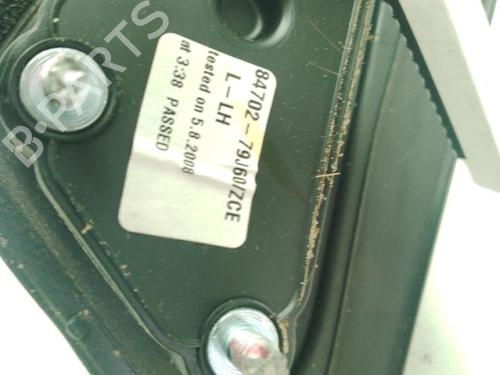 84702-79J60/ZCE
L-LH
tested on 5.8.2008
at 3:38 PASSED
B-PARTS